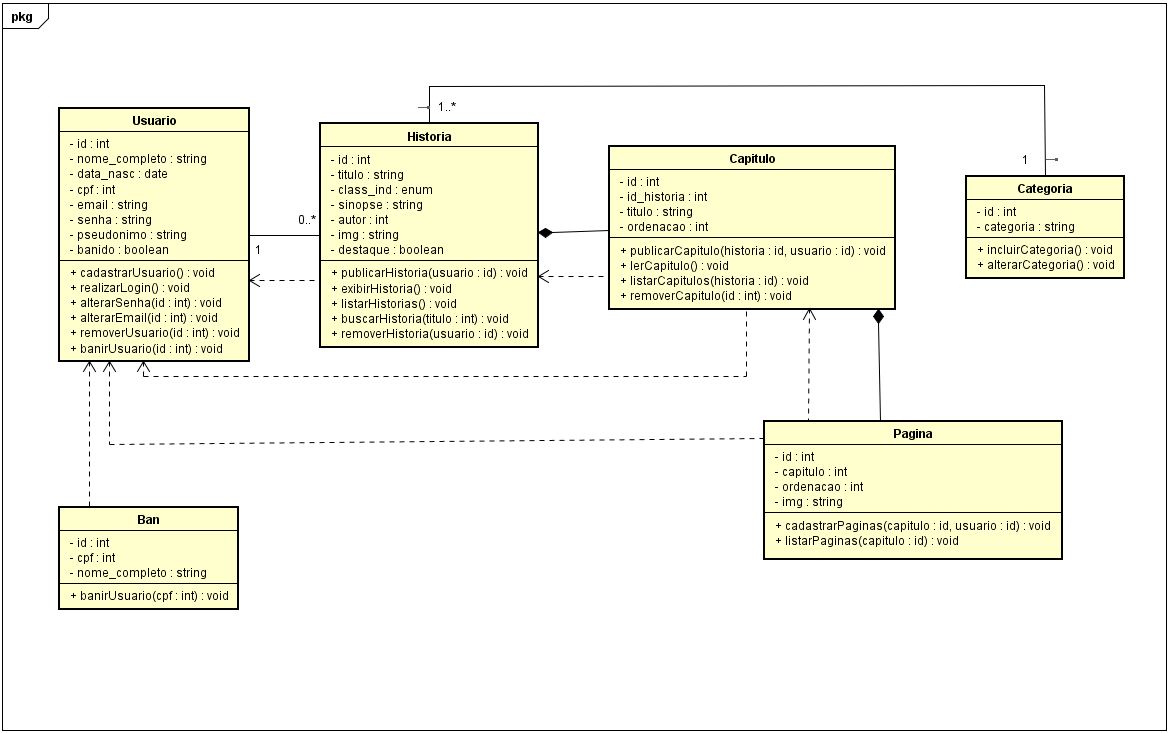 pkg
1..*
Usuario
- id : int
- nome_completo : string
- data_nasc : date
- cpf : int
- email : string
- senha : string
- pseudonimo : string
- banido : boolean
+ cadastrarUsuario() : void
+ realizarLogin() : void
+ alterarSenha(id : int) : void
+ alterarEmail(id : int) : void
+ removerUsuario(id : int) : void
+ banirUsuario(id : int) : void
0..*
1
Historia
- id : int
- titulo : string
- class_ind : enum
- sinopse : string
- autor : int
- img : string
- destaque : boolean
+ publicarHistoria(usuario : id) : void
+ exibirHistoria() : void
+ listarHistorias() : void
+ buscarHistoria(titulo : int) : void
+ removerHistoria(usuario : id) : void
Capitulo
- id : int
- id_historia : int
- titulo : string
- ordenacao : int
+ publicarCapitulo(historia : id, usuario : id) : void
+ lerCapitulo() : void
+ listarCapitulos(historia : id) : void
+ removerCapitulo(id : int) : void
1
Categoria
- id : int
- categoria : string
+ incluirCategoria() : void
+ alterarCategoria() : void
Pagina
- id : int
- capitulo : int
- ordenacao : int
- img : string
+ cadastrarPaginas(capitulo : id, usuario : id) : void
+ listarPaginas(capitulo : id) : void
Ban
- id : int
- cpf : int
- nome_completo : string
+ banirUsuario(cpf : int) : void